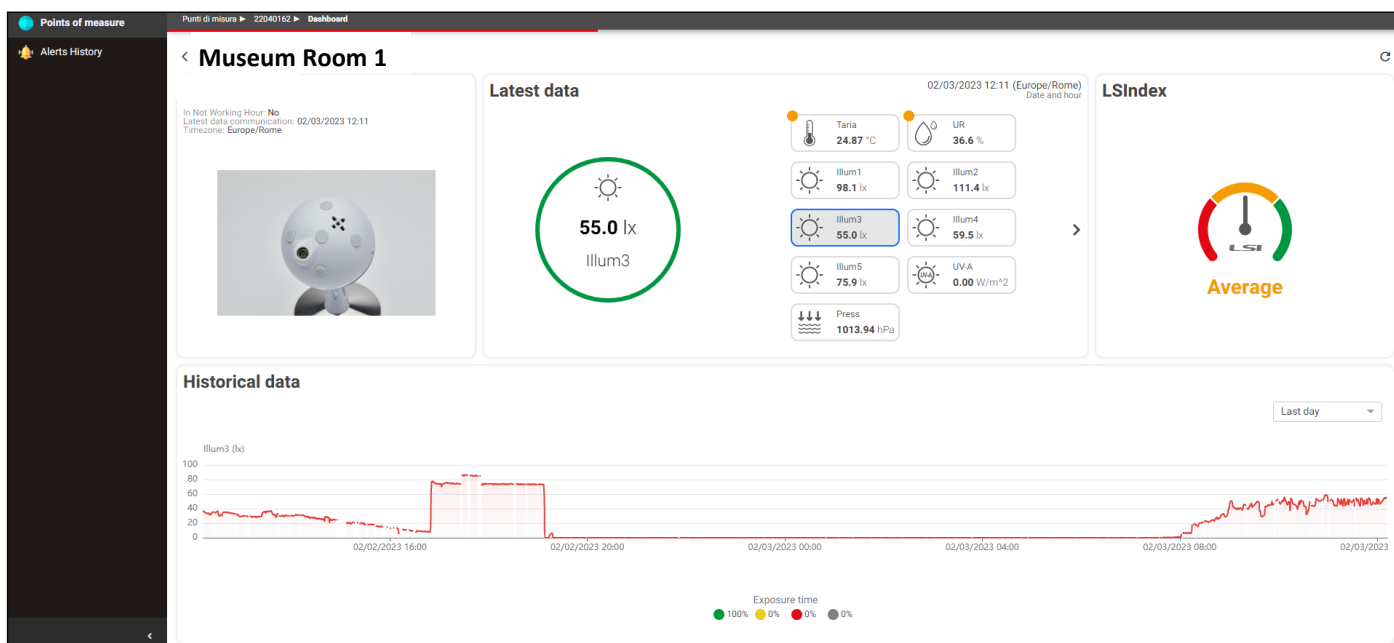 Points of measure
Alerts History
Punti di misura ► 22040162 ► Dashboard
Museum Room 1
In Not Working Hour: No
Latest data communication: 02/03/2023 12:11
Timezone: Europe/Rome
Latest data
02/03/2023 12:11 (Europe/Rome)
Date and hour
55.0 lx
Illum3
Taria
24.87 °C
UR
36.6 %
Illum1
98.1 lx
Illum2
111.4 lx
Illum3
55.0 lx
Illum4
59.5 lx
Illum5
75.9 lx
UV-A
UV-A
0.00 W/m^2
Press
1013.94 hPa
LSIndex
LSI
Average
Historical data
Last day
Illum3 (lx)
100
80
60
40
20
0
02/02/2023 16:00
02/02/2023 20:00
02/03/2023 00:00
02/03/2023 04:00
02/03/2023 08:00
02/03/2023
Exposure time
100% 0% 0% 0%